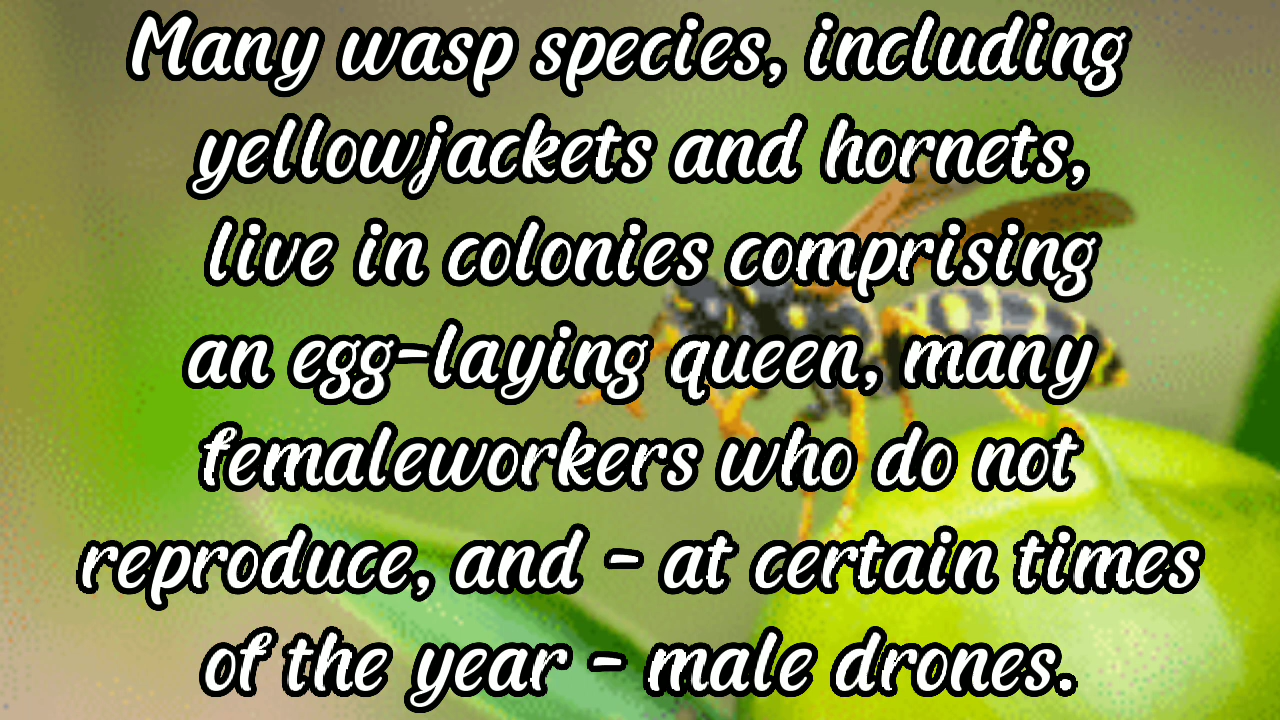 Many wasp species, including
yellowjackets and hornets,
live in colonies comprising
an egg-laying queen, many
femaleworkers who do not
reproduce, and - at certain times
of the year - male drones.